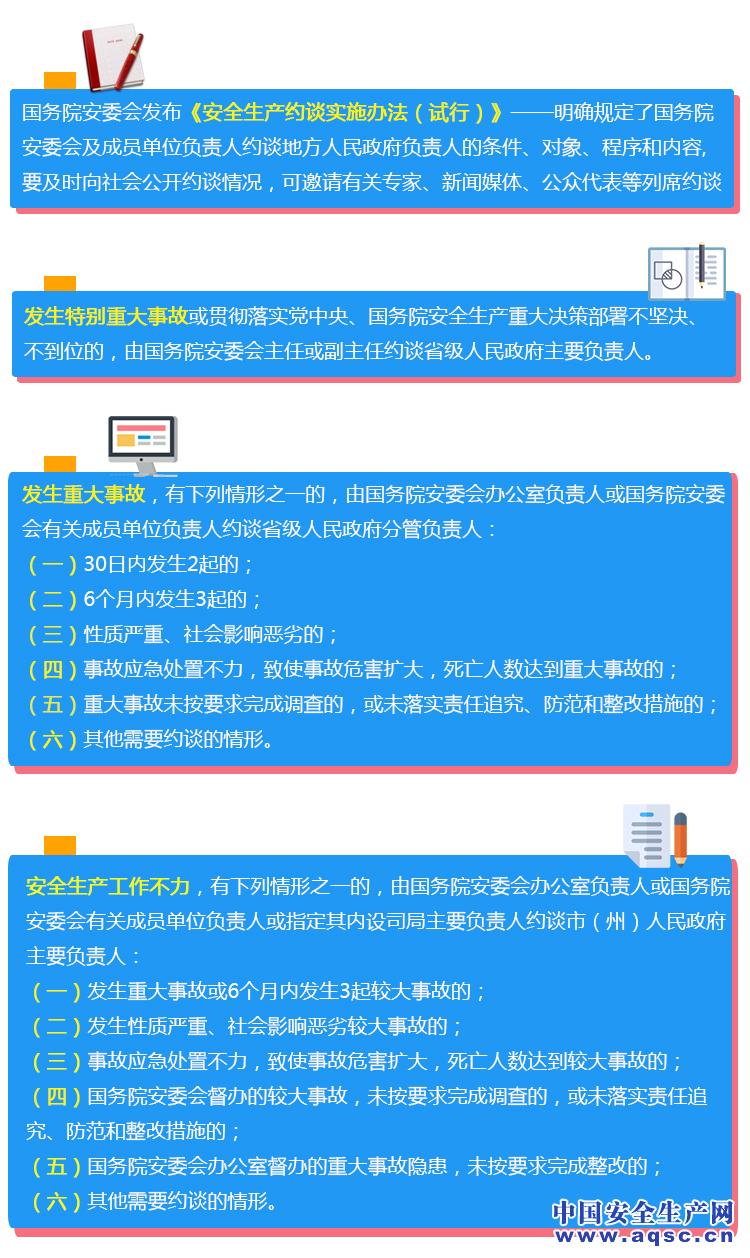 国务院安委会发布《安全生产约谈实施办法（试行）》——明确规定了国务院
安委会及成员单位负责人约谈地方人民政府负责人的条件、对象、程序和内容,
要及时向社会公开约谈情况，可邀请有关专家、新闻媒体、公众代表等列席约谈
发生特别重大事故或贯彻落实党中央、国务院安全生产重大决策部署不坚决、
不到位的，由国务院安委会主任或副主任约谈省级人民政府主要负责人。
发生重大事故，有下列情形之一的，由国务院安委会办公室负责人或国务院安委
会有关成员单位负责人约谈省级人民政府分管负责人：
（一）30日内发生2起的；
（二）6个月内发生3起的；
（三）性质严重、社会影响恶劣的；
（四）事故应急处置不力，致使事故危害扩大，死亡人数达到重大事故的；
（五）重大事故未按要求完成调查的，或未落实责任追究、防范和整改措施的；
（六）其他需要约谈的情形。
安全生产工作不力，有下列情形之一的，由国务院安委会办公室负责人或国务院
安委会有关成员单位负责人或指定其内设司局主要负责人约谈市（州）人民政府
主要负责人：
（一）发生重大事故或6个月内发生3起较大事故的；
（二）发生性质严重、社会影响恶劣较大事故的；
（三）事故应急处置不力，致使事故危害扩大，死亡人数达到较大事故的；
（四）国务院安委会督办的较大事故，未按要求完成调查的，或未落实责任追
究、防范和整改措施的；
（五）国务院安委会办公室督办的重大事故隐患，未按要求完成整改的；
（六）其他需要约谈的情形。
中国安全生产网
www.aqsc.cn